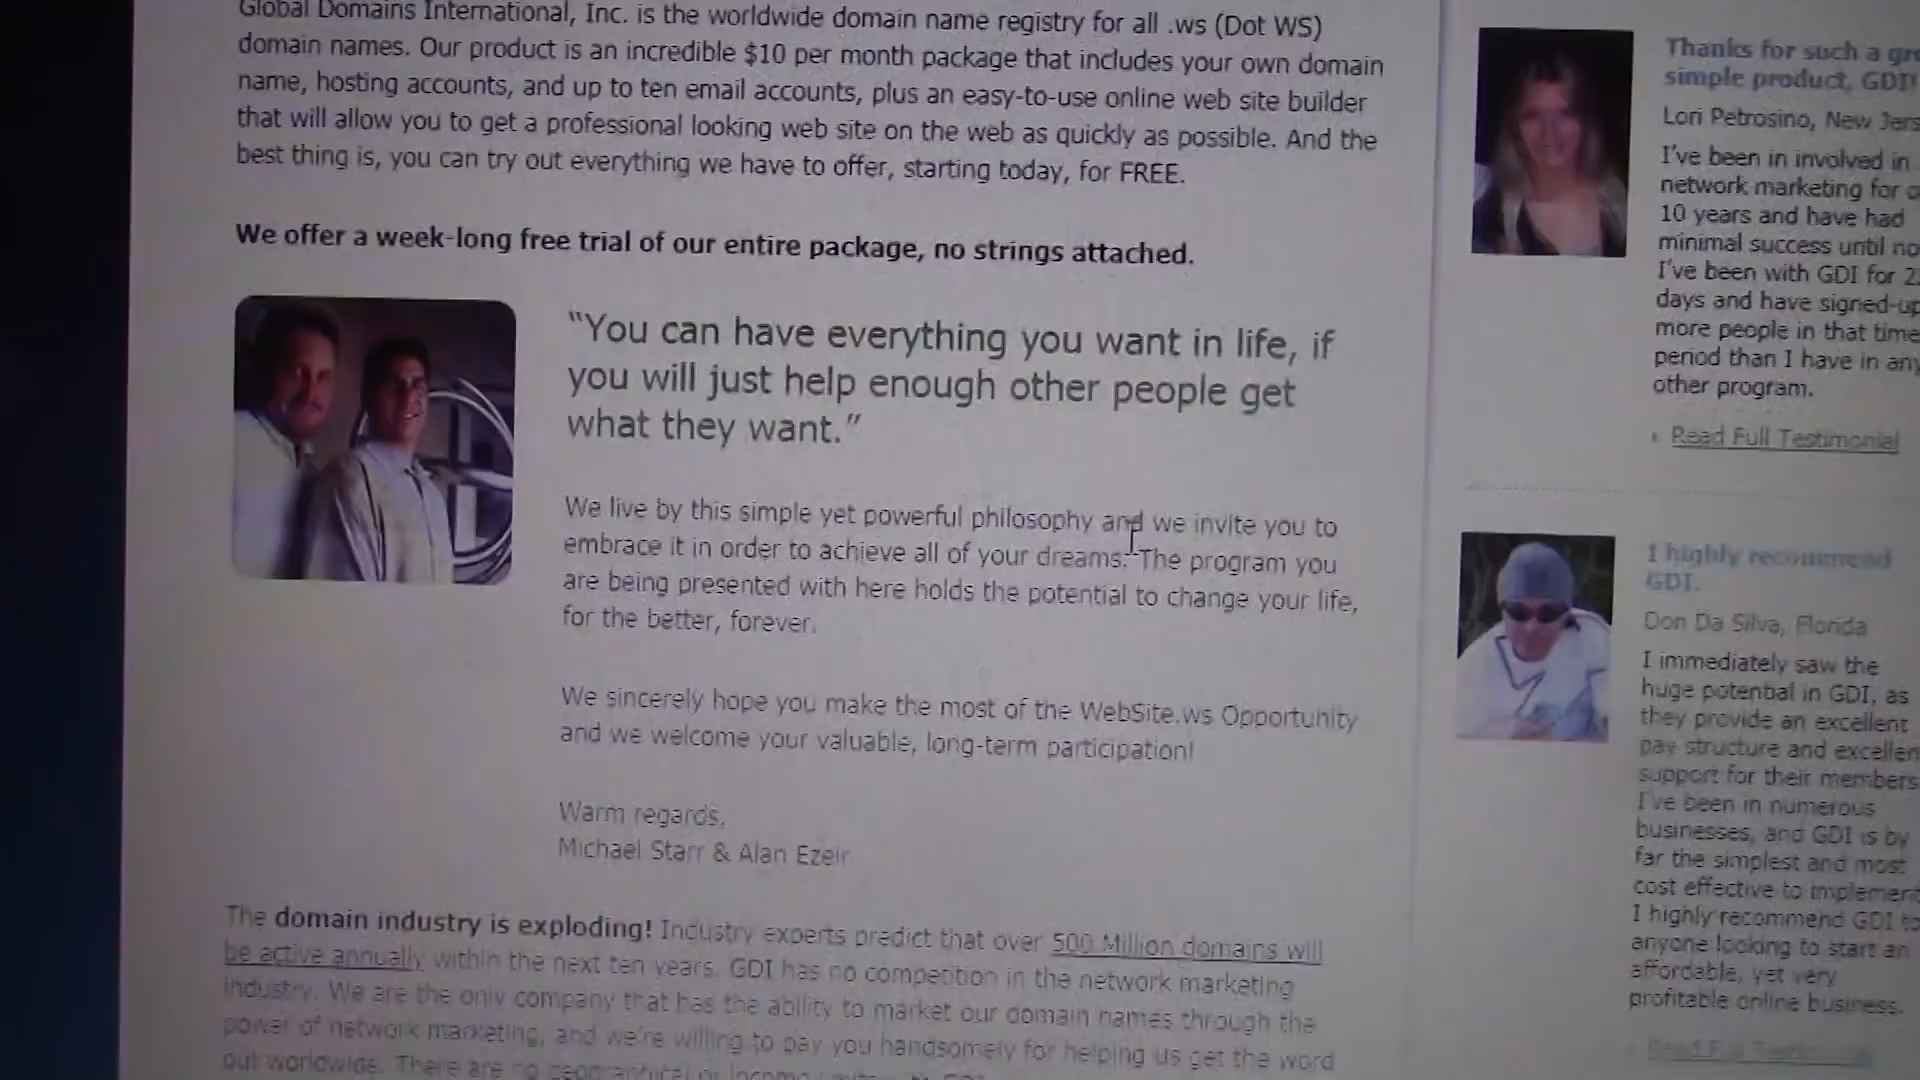 Global Domains International, Inc. is the worldwide domain name registry for all .ws (Dot WS)
domain names. Our product is an incredible $10 per month package that includes your own domain
name, hosting accounts, and up to ten email accounts, plus an easy-to-use online web site builder
that will allow you to get a professional looking web site on the web as quickly as possible. And the
best thing is, you can try out everything we have to offer, starting today, for FREE.
We offer a week-long free trial of our entire package, no strings attached.
"You can have everything you want in life, if
you will just help enough other people get
what they want."
We live by this simple yet powerful philosophy and we invite you to
embrace it in order to achieve all of your dreams. The program you
are being presented with here holds the potential to change your life,
for the better, forever.
We sincerely hope you make the most of the WebSite.ws Opportunity
and we welcome your valuable, long-term participation!
Warm regards,
Michael Starr & Alan Ezeir
The domain industry is exploding! Industry experts predict that over 500 Million domains will
be active annually within the next ten years. GDI has no competition in the network marketing
industry. We are the only company that has the ability to market our domain names through the
power of network marketing, and we're willing to pay you handsomely for helping us get the word
out worldwide. There are no
Thanks for such a gre
simple product, GDI!
Lori Petrosino, New Jers
I've been in involved in
network marketing for o
10 years and have had
minimal success until no
I've been with GDI for 2
days and have signed-up
more people in that time
period than I have in any
other program.
Read Full Testimonial
I highly recommend
GDI.
Don Da Silva, Florida
I immediately saw the
huge potential in GDI, as
they provide an excellent
pay structure and excellen
support for their members
I've been in numerous
businesses, and GDI is by
far the simplest and most
cost effective to implement
I highly recommend GDI to
anyone looking to start an
affordable, yet very
profitable online business.
Read Full Testimonial